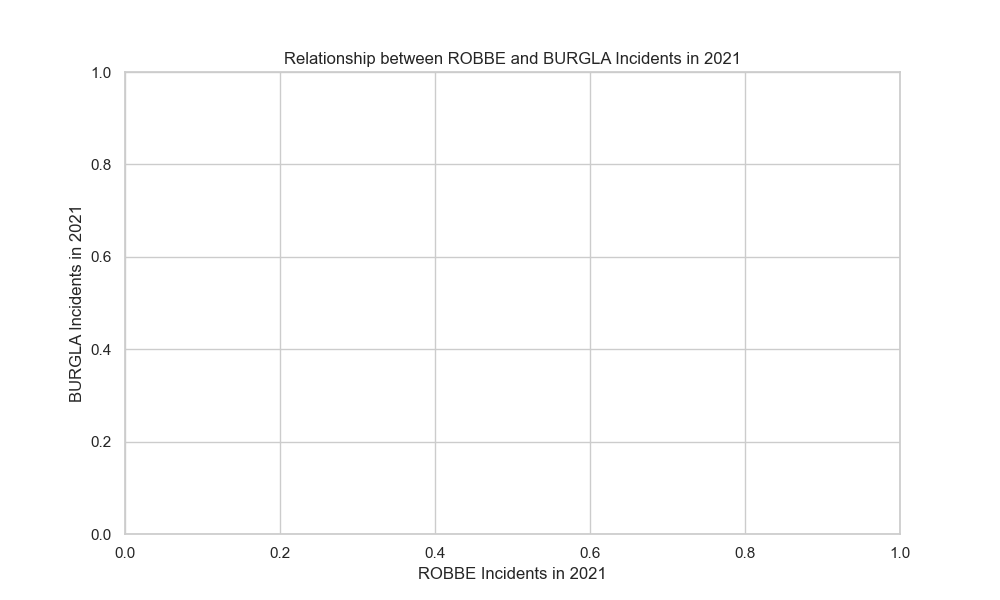 Relationship between ROBBE and BURGLA Incidents in 2021
1.0
0.8
0.6
0.4
0.2
0.0
BURGLA Incidents in 2021
0.0 0.2 0.4 0.6 0.8 1.0
ROBBE Incidents in 2021